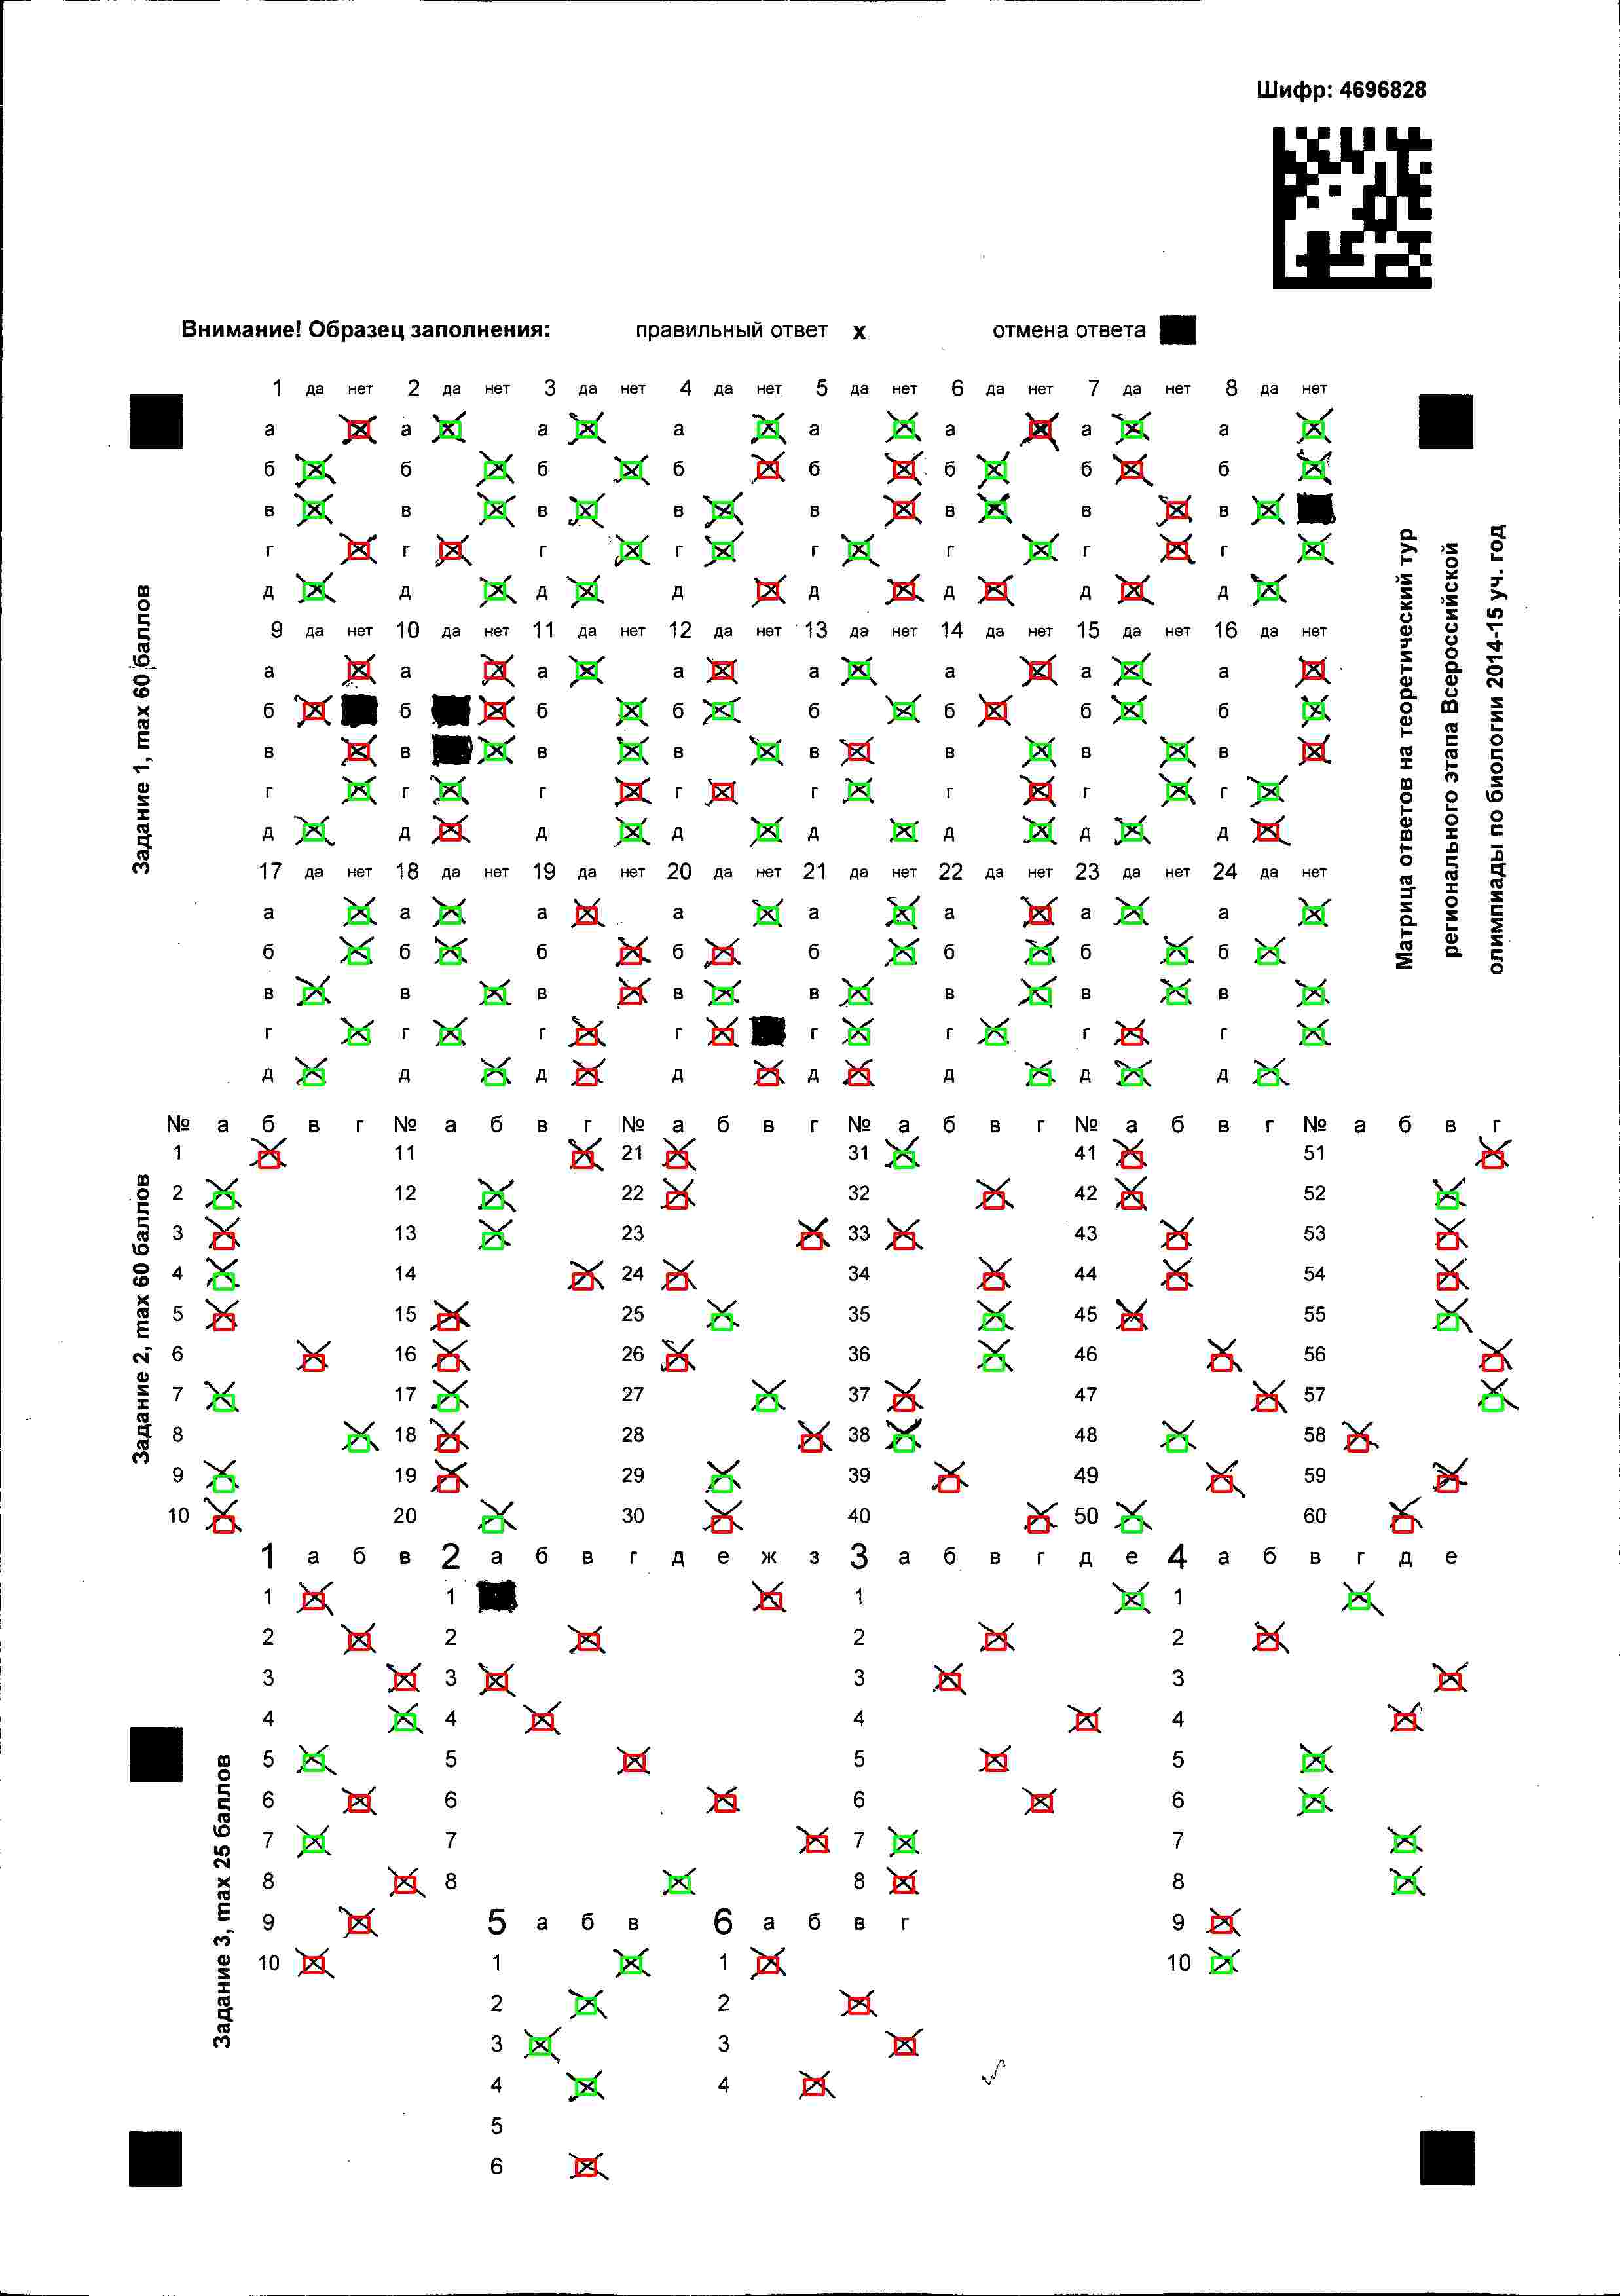 Шифр: 4696828
Внимание! Образец заполнения: правильный ответ x отмена ответа
1 да нет 2 да нет 3 да нет 4 да нет 5 да нет 6 да нет 7 да нет 8 да нет
а а а а а а а а
б б б б б б б б
в в в в в в в в
г г г г г г г г
д д д д д д д д
9 да нет 10 да нет 11 да нет 12 да нет 13 да нет 14 да нет 15 да нет 16 да нет
а а а а а а а а
б б б б б б б б
в в в в в в в в
г г г г г г г г
д д д д д д д д
17 да нет 18 да нет 19 да нет 20 да нет 21 да нет 22 да нет 23 да нет 24 да нет
а а а а а а а а
б б б б б б б б
в в в в в в в в
г г г г г г г г
д д д д д д д д
Задание 1, max 60 баллов
Матрица ответов на теоретический тур
регионального этапа Всероссийской
олимпиады по биологии 2014-15 уч. год
№ а б в г № а б в г № а б в г № а б в г № а б в г № а б в г
1 11 21 31 41 51
2 12 22 32 42 52
3 13 23 33 43 53
4 14 24 34 44 54
5 15 25 35 45 55
6 16 26 36 46 56
7 17 27 37 47 57
8 18 28 38 48 58
9 19 29 39 49 59
10 20 30 40 50 60
Задание 2, max 60 баллов
1 а б в 2 а б в г д е ж з 3 а б в г д е 4 а б в г д е
1 1 1 1
2 2 2 2
3 3 3 3
4 4 4 4
5 5 5 5
6 6 6 6
7 7 7 7
8 8 8 8
9 5 а б в 6 а б в г 9
10 1 1 10
2 2
3 3
4 4
5
6
Задание 3, max 25 баллов